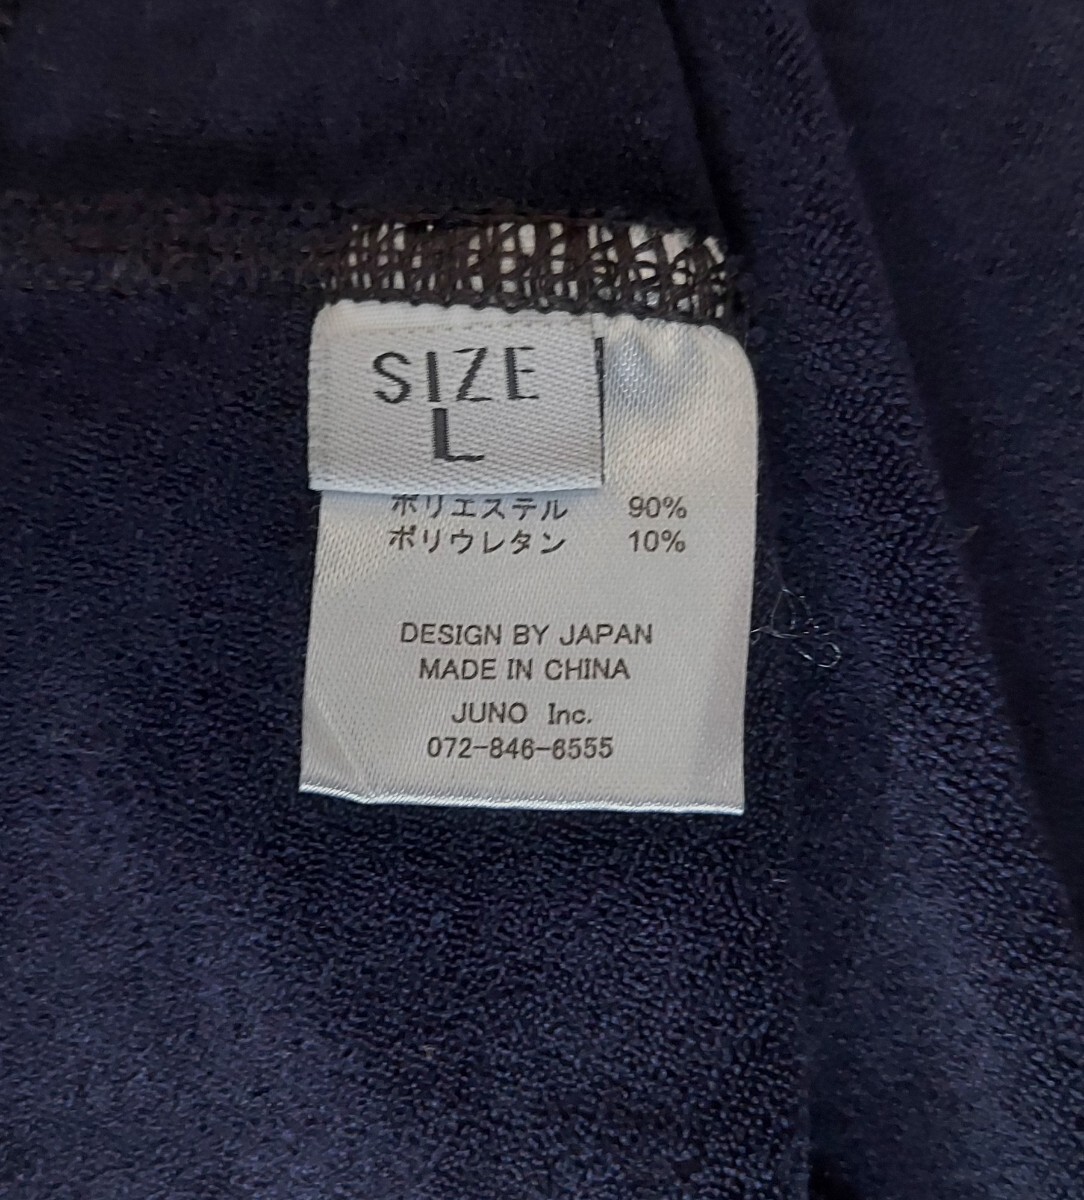 SIZE
L
ポリエステル 90%
ポリウレタン 10%
DESIGN BY JAPAN
MADE IN CHINA
JUNO Inc.
072-846-6555